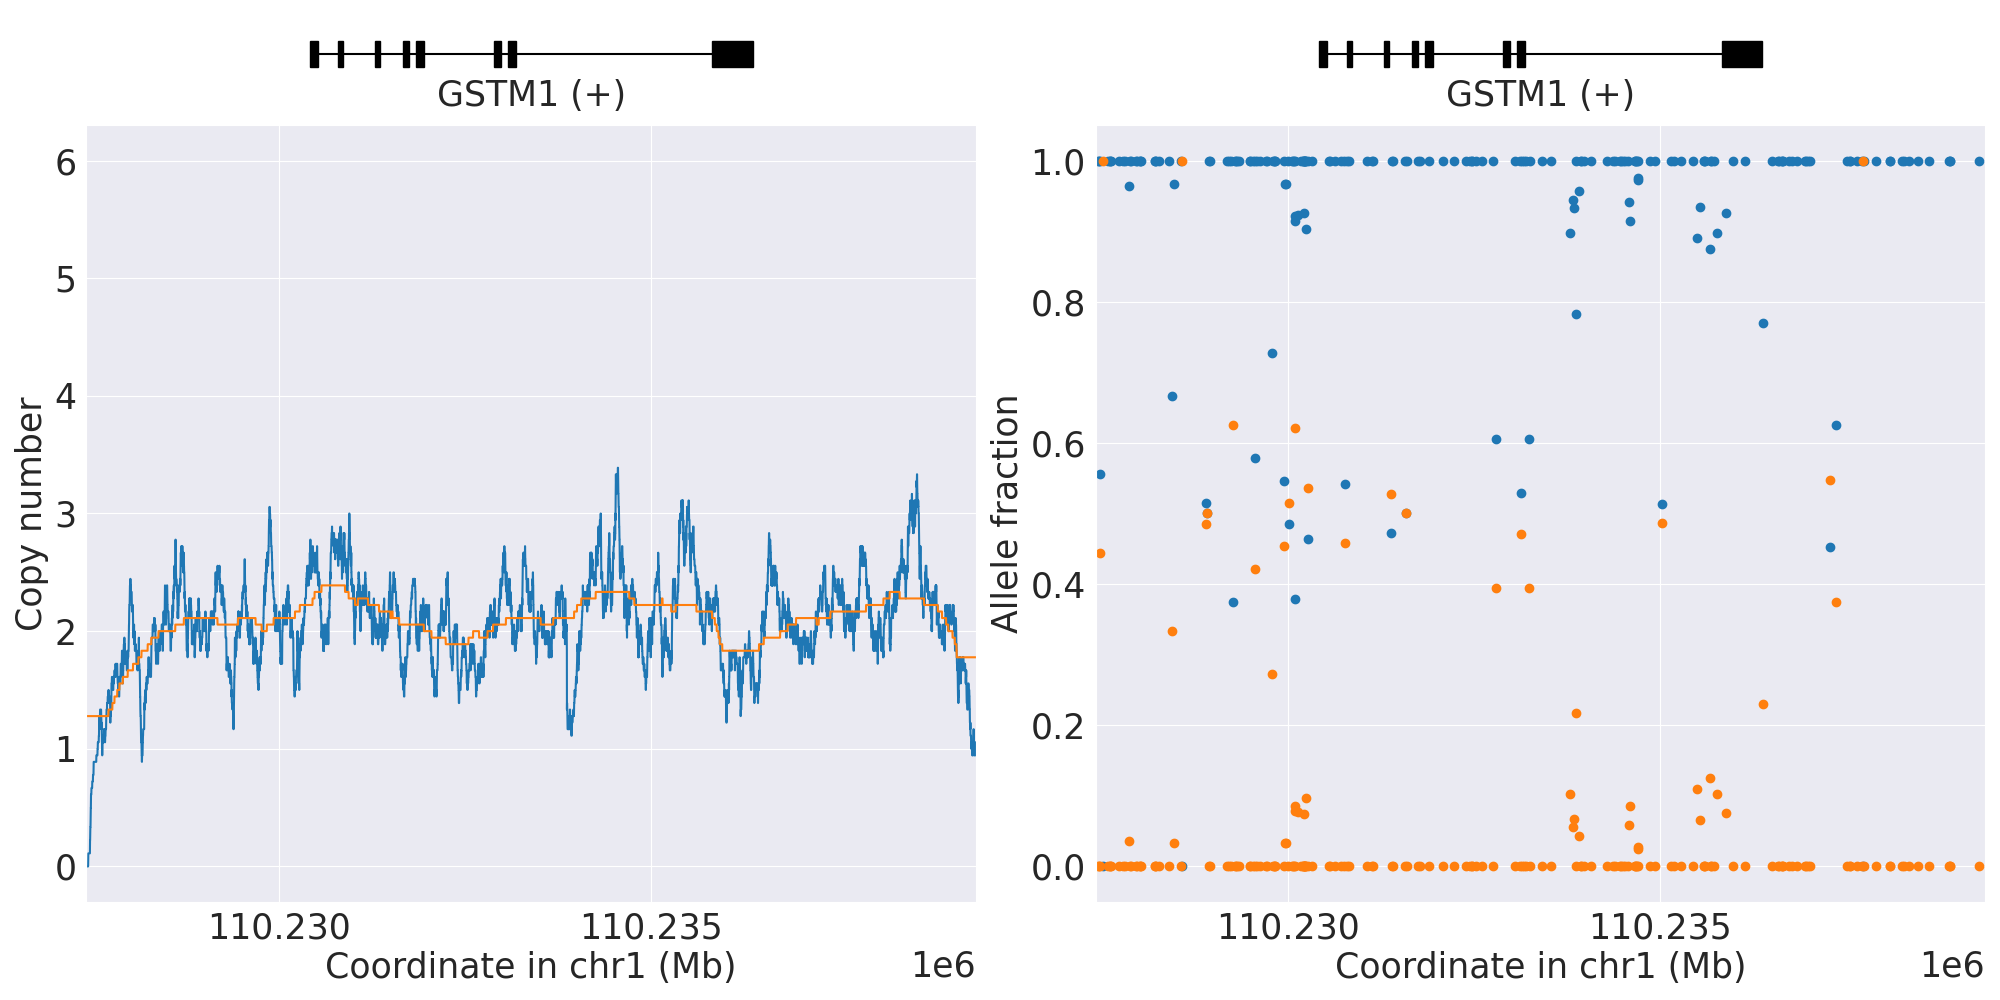 GSTM1 (+)
6
5
4
3
2
1
0
Copy number
110.230
110.235
Coordinate in chr1 (Mb)
1e6
GSTM1 (+)
1.0
0.8
0.6
0.4
0.2
0.0
Allele fraction
110.230
110.235
Coordinate in chr1 (Mb)
1e6